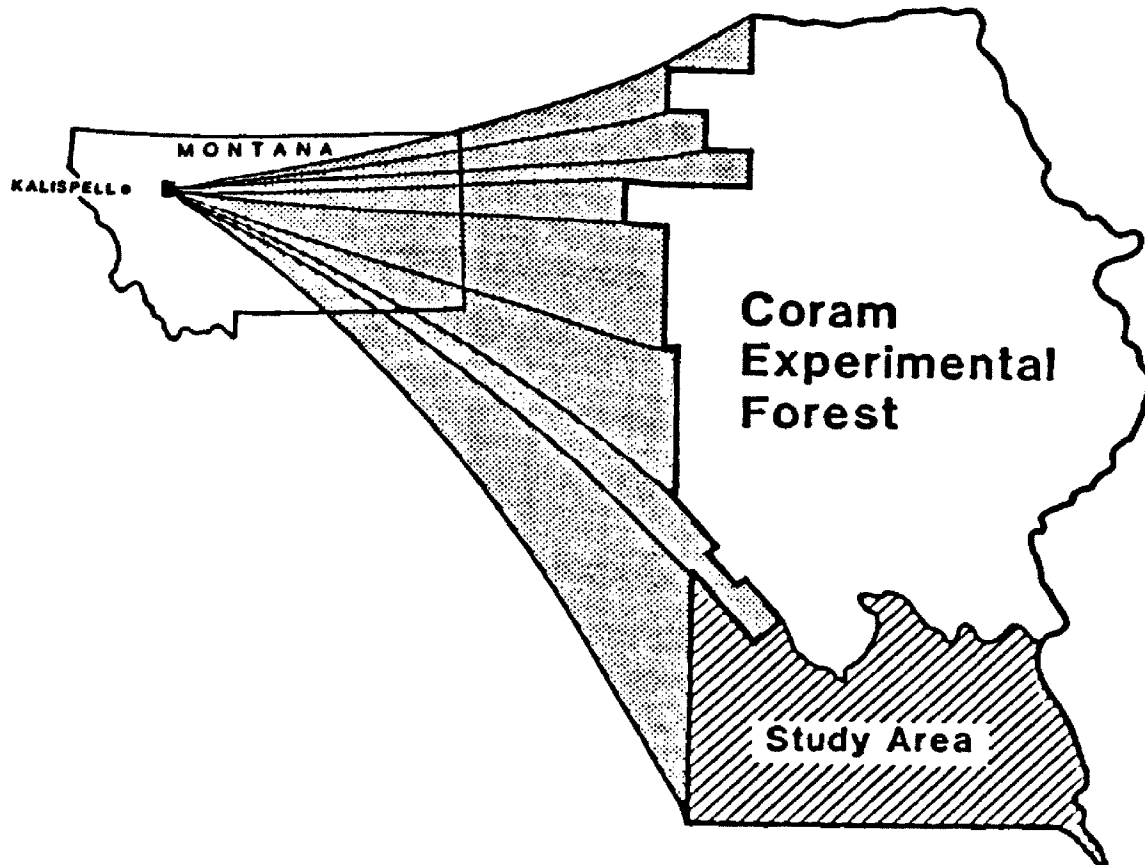 MONTANA
KALISPELL
Coram
Experimental
Forest
Study Area